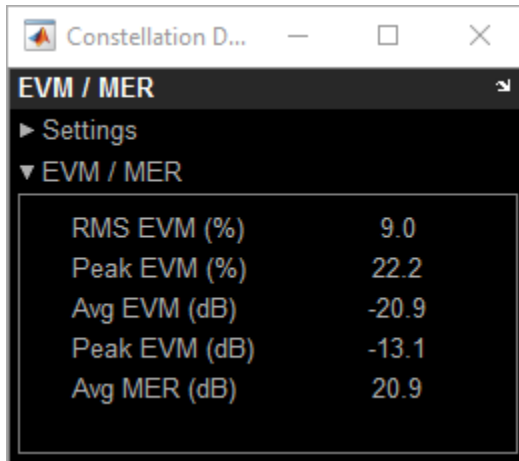 Constellation D...
EVM / MER
Settings
EVM / MER
RMS EVM (%) 9.0
Peak EVM (%) 22.2
Avg EVM (dB) -20.9
Peak EVM (dB) -13.1
Avg MER (dB) 20.9